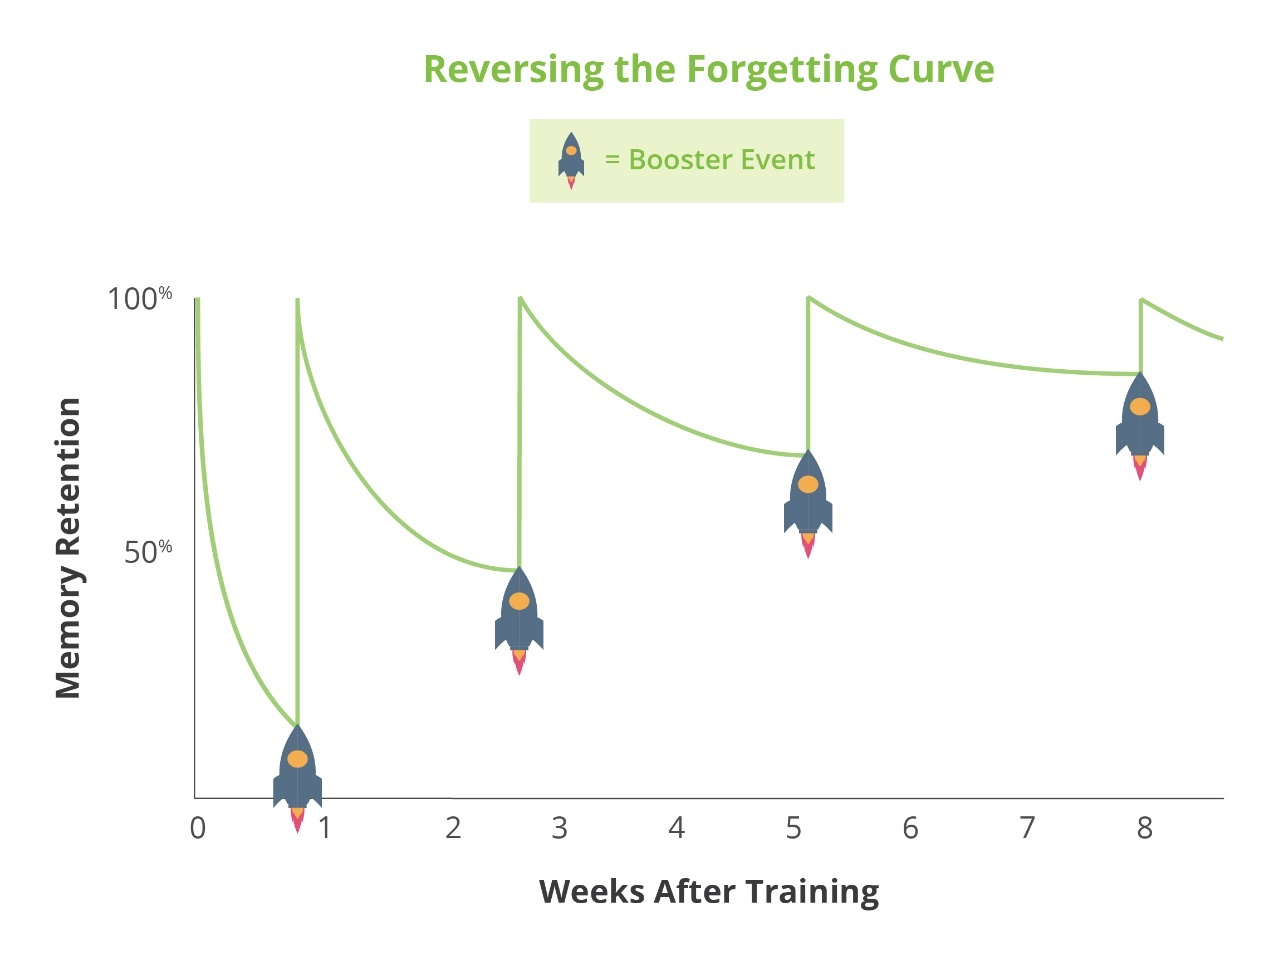 Reversing the Forgetting Curve
= Booster Event
100%
50%
Memory Retention
0 1 2 3 4 5 6 7 8
Weeks After Training